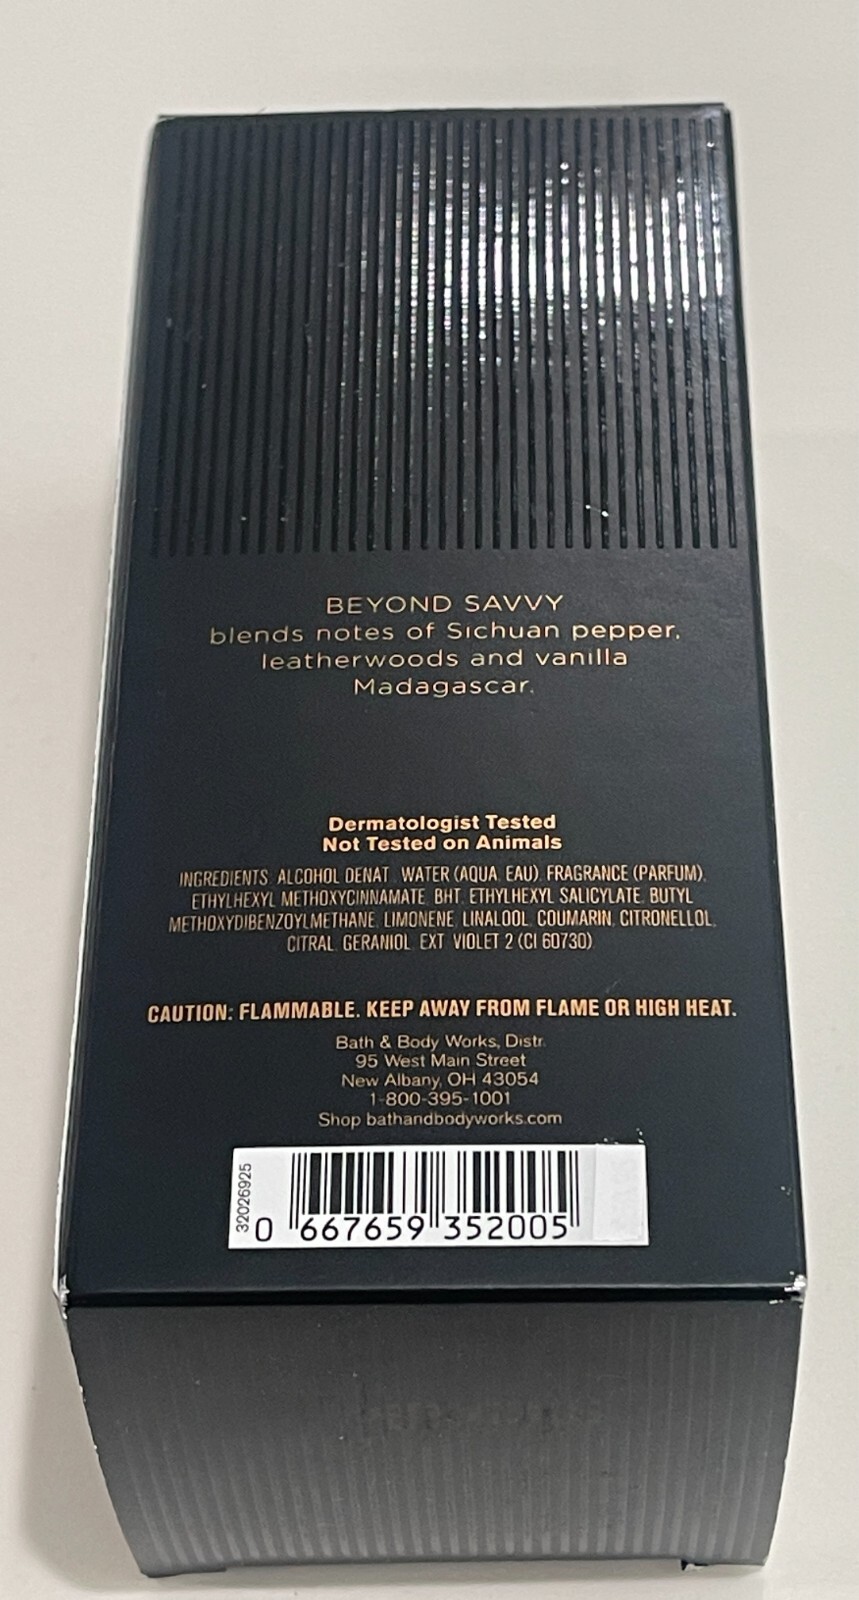 BEYOND SAVVY
blends notes of Sichuan pepper,
leatherwoods and vanilla
Madagascar.
Dermatologist Tested
Not Tested on Animals
INGREDIENTS: ALCOHOL DENAT., WATER (AQUA, EAU), FRAGRANCE (PARFUM),
ETHYLHEXYL METHOXYCINNAMATE, BHT, ETHYLHEXYL SALICYLATE, BUTYL
METHOXYDIBENZOYLMETHANE, LIMONENE, LINALOOL, COUMARIN, CITRONELLOL,
CITRAL, GERANIOL, EXT. VIOLET 2 (CI 60730)
CAUTION: FLAMMABLE. KEEP AWAY FROM FLAME OR HIGH HEAT.
Bath & Body Works, Distr.
95 West Main Street
New Albany, OH 43054
1-800-395-1001
Shop bathandbodyworks.com
32026925
0 667659 352005